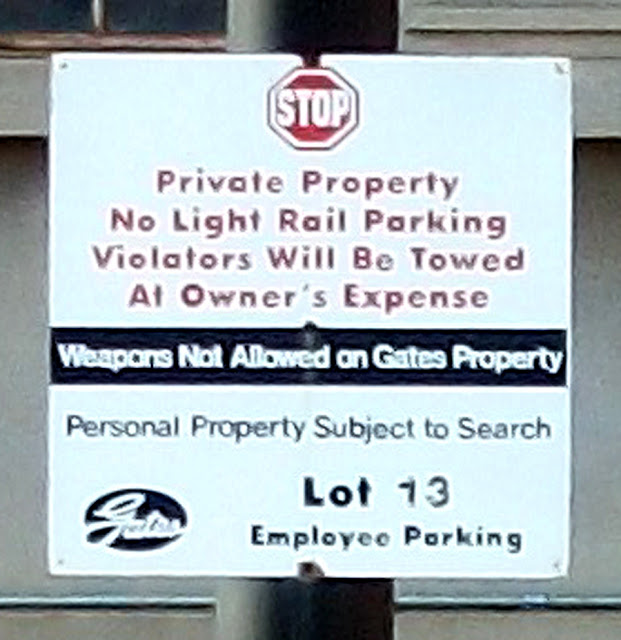 STOP
Private Property
No Light Rail Parking
Violators Will Be Towed
At Owner's Expense
Weapons Not Allowed on Gates Property
Personal Property Subject to Search
Gates
Lot 13
Employee Parking